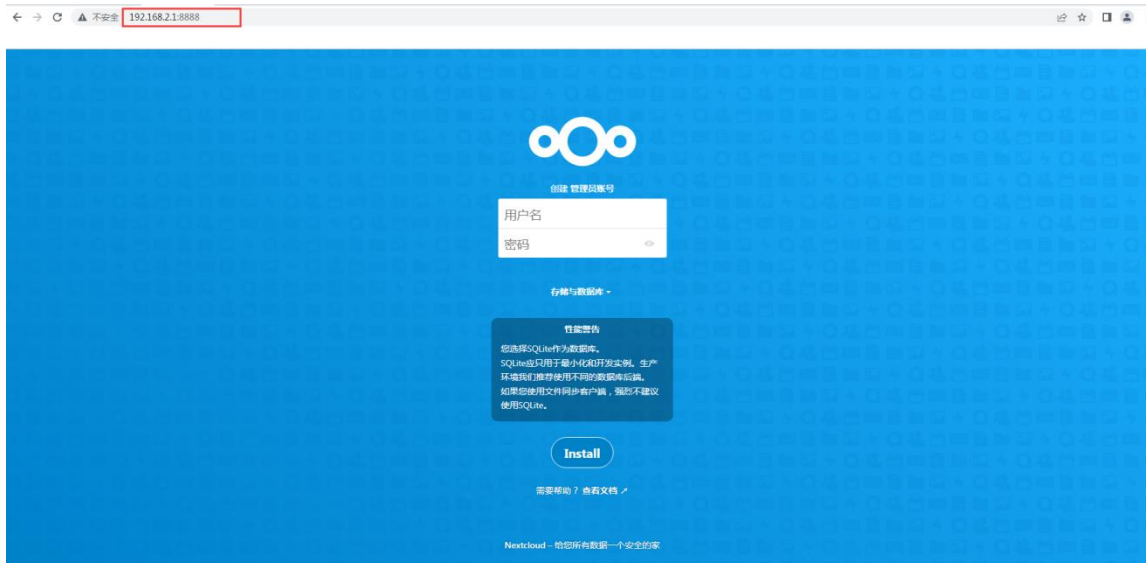 不安全 192.168.2.1:8888
创建 管理员账号
用户名
密码
存储与数据库
性能警告
您选择SQLite作为数据库。
SQLite应只用于最小化和开发实例。生产
环境我们推荐使用不同的数据库后端。
如果您使用文件同步客户端，强烈不建议
使用SQLite。
Install
需要帮助？查看文档 ↗
Nextcloud – 给您所有数据一个安全的家